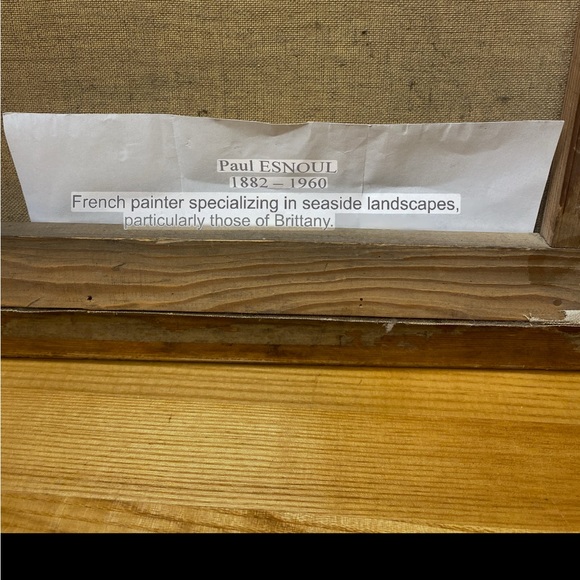 Paul ESNOUL
1882 – 1960
French painter specializing in seaside landscapes,
particularly those of Brittany.